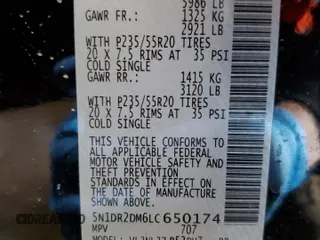 5986 LB
GAWR FR.: 1325 KG
2921 LB
WITH P235/55R20 TIRES
20 X 7.5 RIMS AT 35 PSI
COLD SINGLE
GAWR RR.: 1415 KG
3120 LB
WITH P235/55R20 TIRES
20 X 7.5 RIMS AT 35 PSI
COLD SINGLE
THIS VEHICLE CONFORMS TO
ALL APPLICABLE FEDERAL
MOTOR VEHICLE SAFETY
THEFT PREVENTION
STANDARDS IN EFFECT ON
THE DATE OF MANUFACTURE
SHOWN ABOVE
5N1DR2DM6LC650174
MPV 707